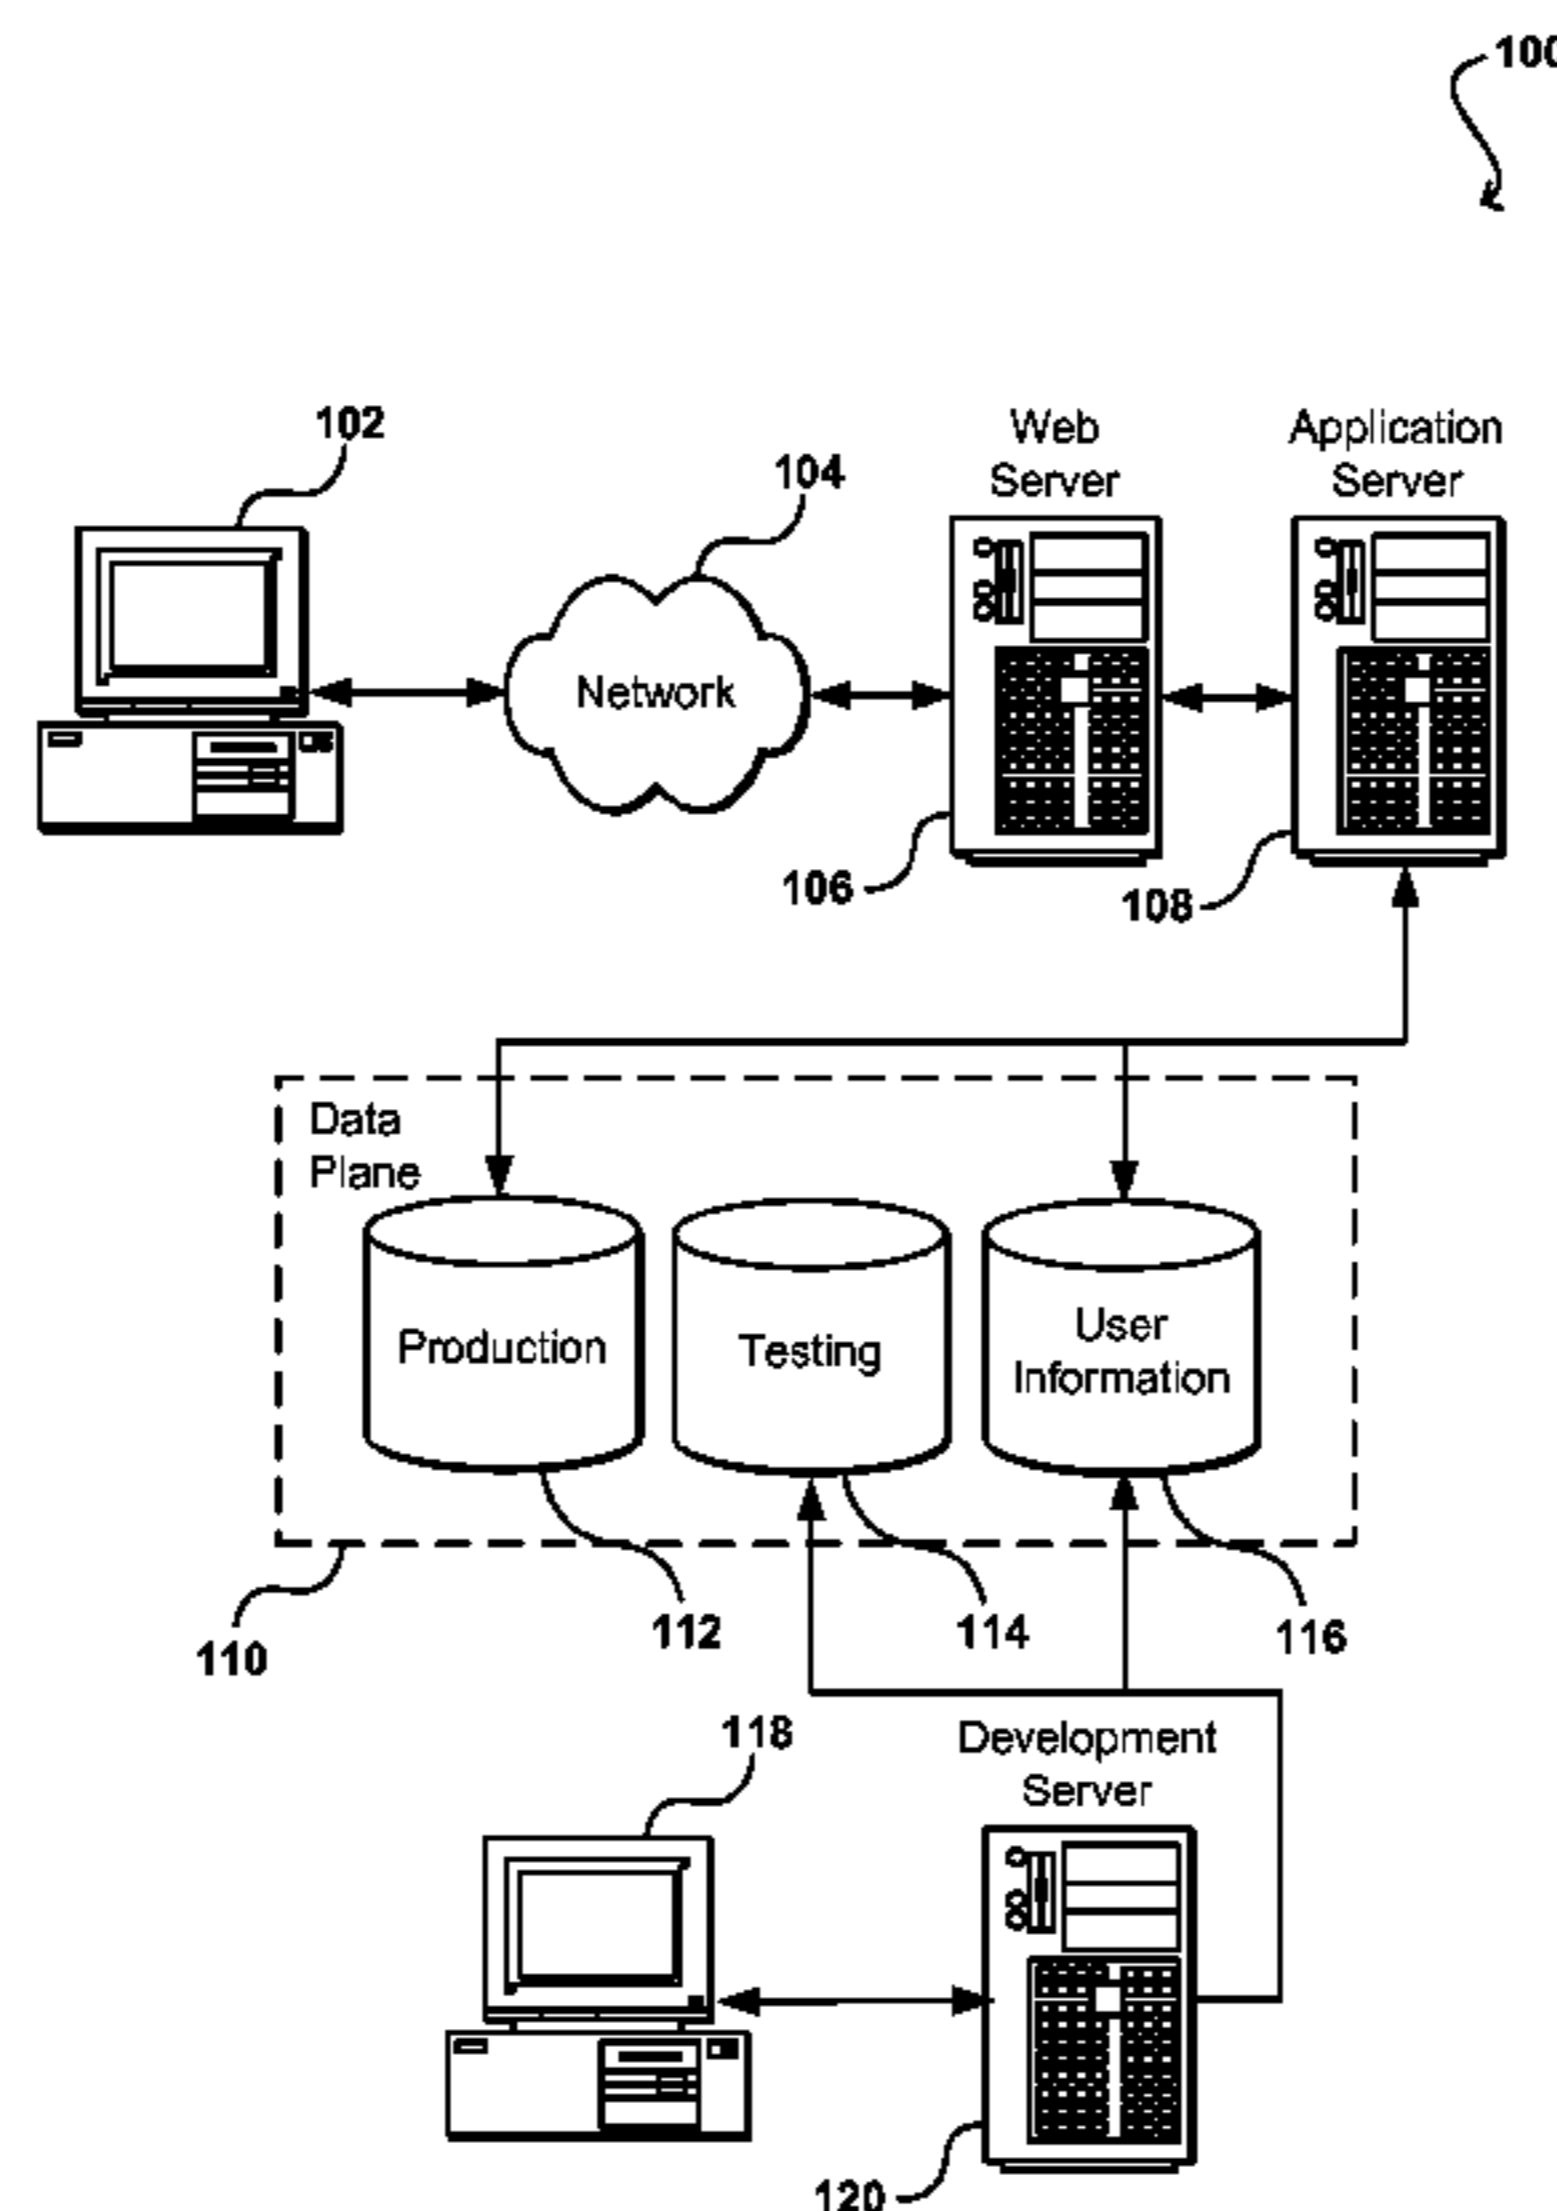 100
102
104
Web
Server
Application
Server
Network
106
108
Data
Plane
Production
Testing
User
Information
110
112
114
116
118
Development
Server
120